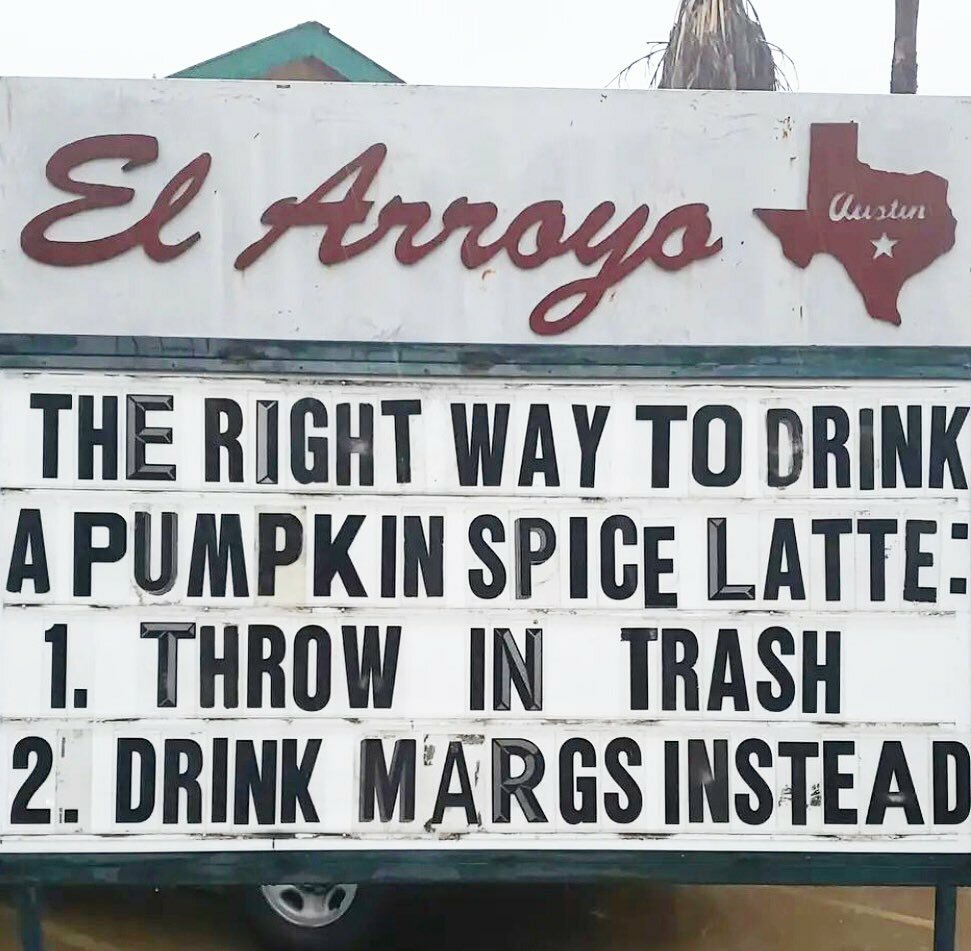 El Arroyo
Austin
THE RIGHT WAY TO DRINK
A PUMPKIN SPICE LATTE:
1. THROW IN TRASH
2. DRINK MARGS INSTEAD